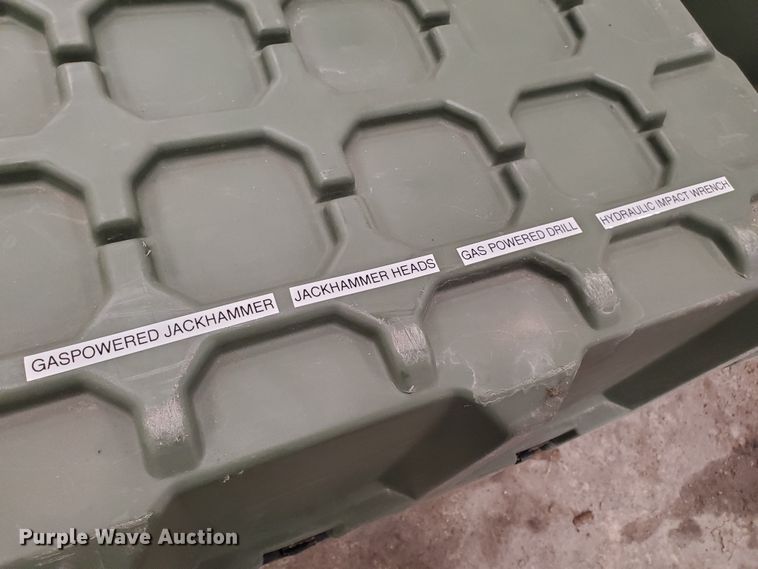 GASPOWERED JACKHAMMER
JACKHAMMER HEADS
GAS POWERED DRILL
HYDRAULIC IMPACT WRENCH
Purple Wave Auction